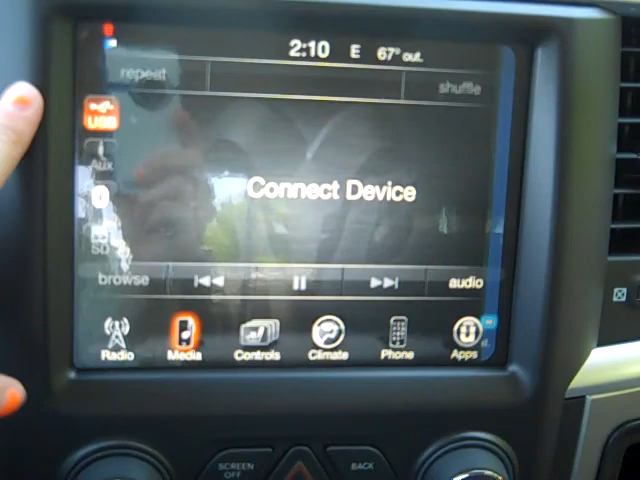 2:10 E 67° out.
repeat shuffle
USB
Aux
Connect Device
SD
browse audio
Radio Media Controls Climate Phone Apps
SCREEN OFF BACK